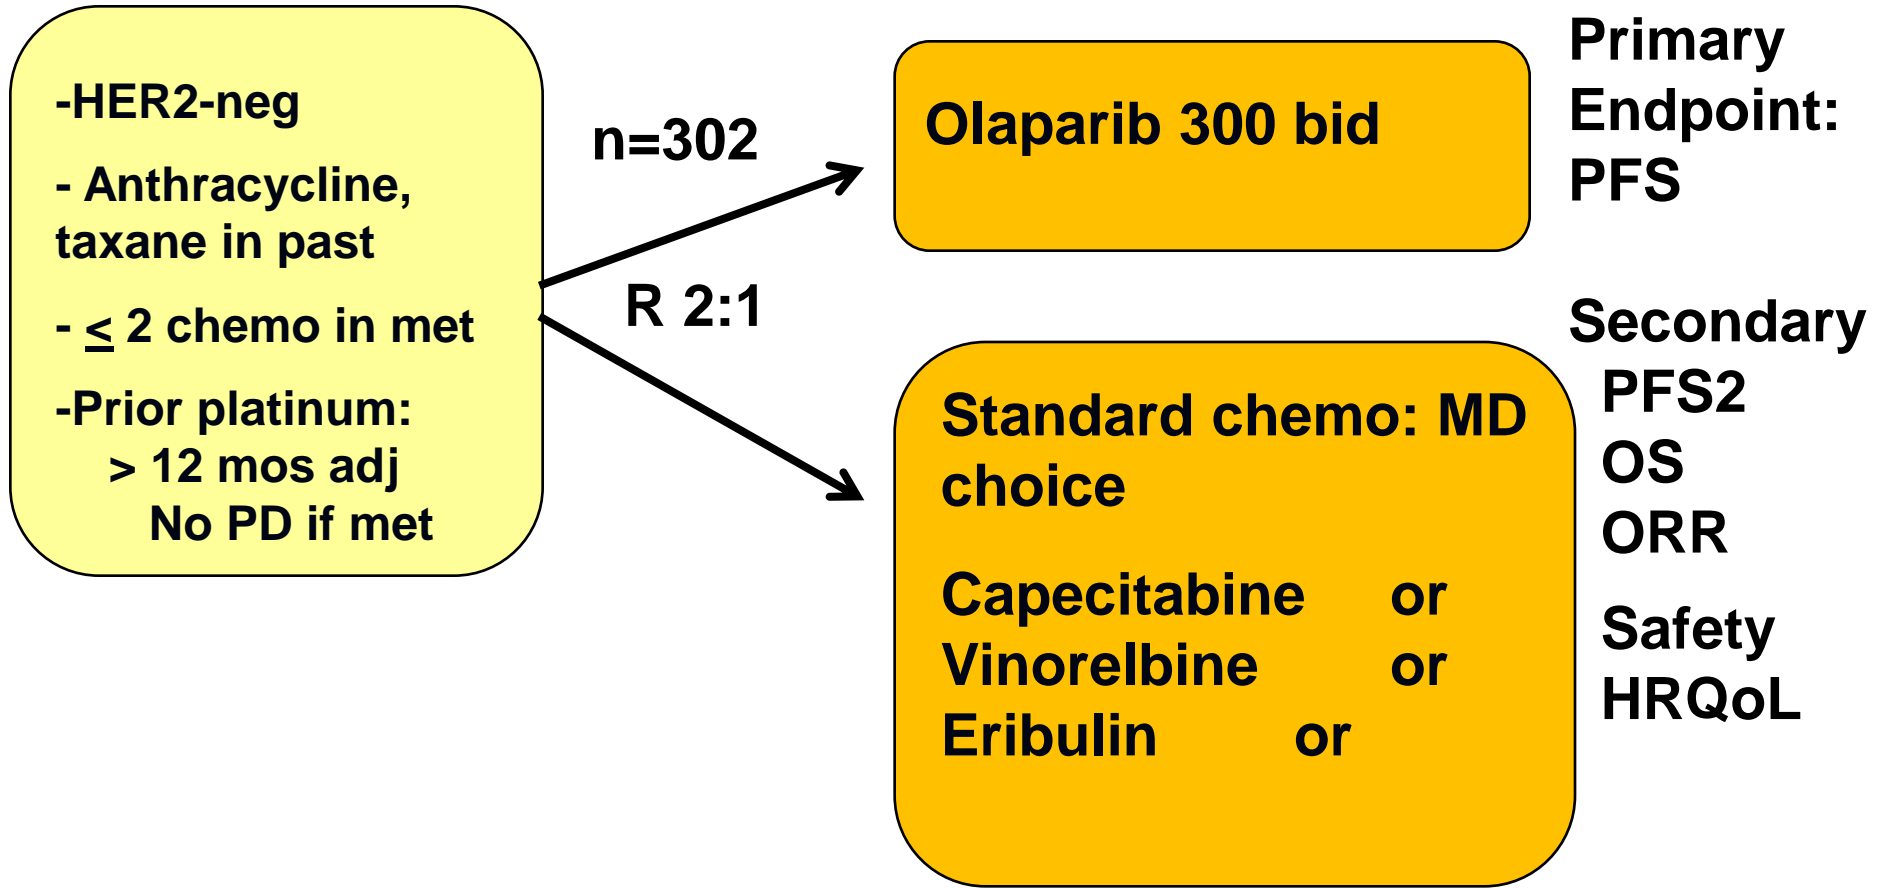 -HER2-neg
- Anthracycline,
taxane in past
- ≤ 2 chemo in met
-Prior platinum:
> 12 mos adj
No PD if met
n=302
R 2:1
Olaparib 300 bid
Standard chemo: MD
choice
Capecitabine or
Vinorelbine or
Eribulin or
Primary
Endpoint:
PFS
Secondary
PFS2
OS
ORR
Safety
HRQoL